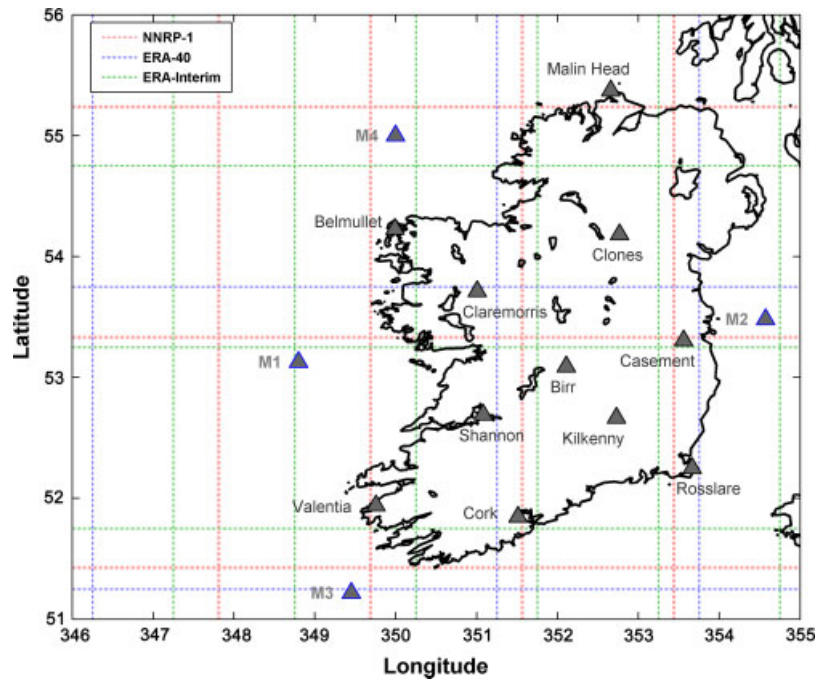 56
NNRP-1
ERA-40
ERA-Interim
Malin Head
55
M4
Belmullet
54
Clones
Claremorris
M2
Latitude
53
M1
Casement
Birr
Shannon
Kilkenny
52
Valentia
Cork
Rosslare
M3
51
346 347 348 349 350 351 352 353 354 355
Longitude